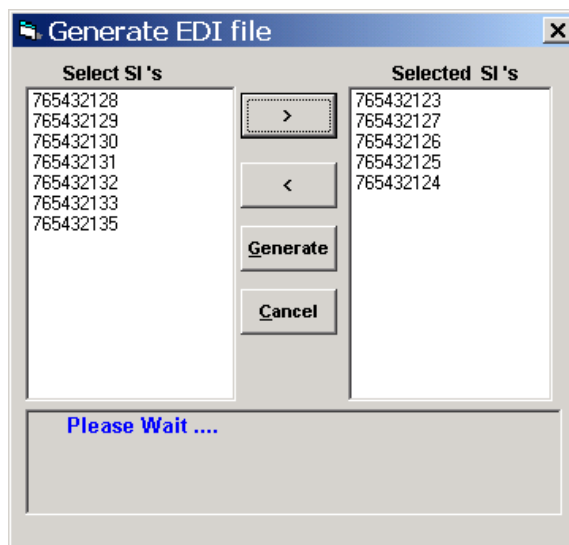 Generate EDI file
Select SI 's
Selected SI 's
765432128
765432129
765432130
765432131
765432132
765432133
765432135
>
<
Generate
Cancel
765432123
765432127
765432126
765432125
765432124
Please Wait ....